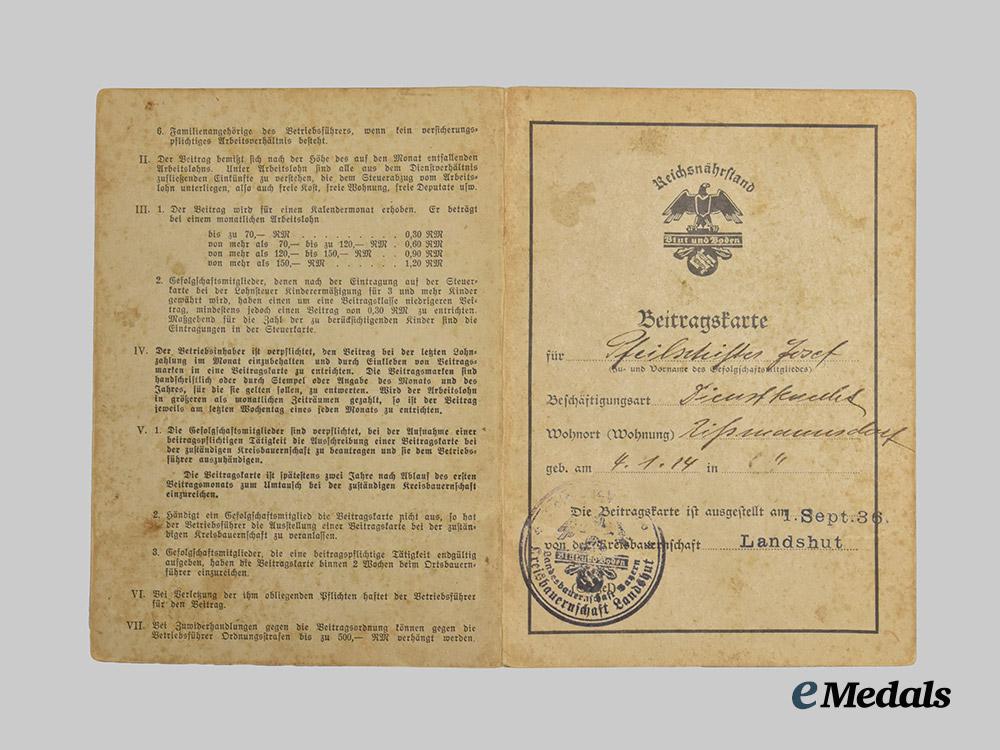 6. Familienangehörige des Betriebsführers, wenn kein versicherungs-
pflichtiges Arbeitsverhältnis besteht.
II. Der Beitrag bemißt sich nach der Höhe des auf den Monat entfallenden
Arbeitslohns. Unter Arbeitslohn sind alle aus dem Dienstverhältnis
zufließenden Einkünfte zu verstehen, die dem Steuerabzug vom Arbeits-
lohn unterliegen, also auch freie Kost, freie Wohnung, freie Deputate usw.
III. 1. Der Beitrag wird für einen Kalendermonat erhoben. Er beträgt
bei einem monatlichen Arbeitslohn
bis zu 70,— RM . . . . . . . . . . 0,30 RM
von mehr als 70,— bis zu 120,— RM . 0,60 RM
von mehr als 120,— bis 150,— RM . . 0,90 RM
von mehr als 150,— RM . . . . . . 1,20 RM
2. Gefolgschaftsmitglieder, denen nach der Eintragung auf der Steuer-
karte bei der Lohnsteuer Kinderermäßigung für 3 und mehr Kinder
gewährt wird, haben einen um eine Beitragsklasse niedrigeren Bei-
trag, mindestens jedoch einen Beitrag von 0,30 RM zu entrichten.
Maßgebend für die Zahl der zu berücksichtigenden Kinder sind die
Eintragungen in der Steuerkarte.
IV. Der Betriebsinhaber ist verpflichtet, den Beitrag bei der letzten Lohn-
zahlung im Monat einzubehalten und durch Einkleben von Beitrags-
marken in eine Beitragskarte zu entrichten. Die Beitragsmarken sind
handschriftlich oder durch Stempel oder Angabe des Monats und des
Jahres, für die sie gelten sollen, zu entwerten. Wird der Arbeitslohn
in größeren als monatlichen Zeiträumen gezahlt, so ist der Beitrag
jeweils am letzten Wochentag eines jeden Monats zu entrichten.
V. 1. Die Gefolgschaftsmitglieder sind verpflichtet, bei der Aufnahme einer
beitragspflichtigen Tätigkeit die Ausschreibung einer Beitragskarte bei
der zuständigen Kreisbauernschaft zu beantragen und sie dem Betriebs-
führer auszuhändigen.
Die Beitragskarte ist spätestens zwei Jahre nach Ablauf des ersten
Beitragsmonats zum Umtausch bei der zuständigen Kreisbauernschaft
einzureichen.
2. Händigt ein Gefolgschaftsmitglied die Beitragskarte nicht aus, so hat
der Betriebsführer die Ausstellung einer Beitragskarte bei der zustän-
digen Kreisbauernschaft zu veranlassen.
3. Gefolgschaftsmitglieder, die eine beitragspflichtige Tätigkeit endgültig
aufgeben, haben die Beitragskarte binnen 2 Wochen beim Ortsbauern-
führer einzureichen.
VI. Bei Verletzung der ihm obliegenden Pflichten haftet der Betriebsführer
für den Beitrag.
VII. Bei Zuwiderhandlungen gegen die Beitragsordnung können gegen die
Betriebsführer Ordnungsstrafen bis zu 500,— RM verhängt werden.
Reichsnährstand
Blut und Boden
Beitragskarte
für Pfeilschifter Josef
(Zu- und Vorname des Gefolgschaftsmitgliedes)
Beschäftigungsart Dienstknecht
Wohnort (Wohnung)
geb. am 4.1.14 in "
Die Beitragskarte ist ausgestellt am 1. Sept. 36.
von der Kreisbauernschaft Landshut
Blut und Boden
Landesbauernschaft Bayern
Kreisbauernschaft Landshut
eMedals